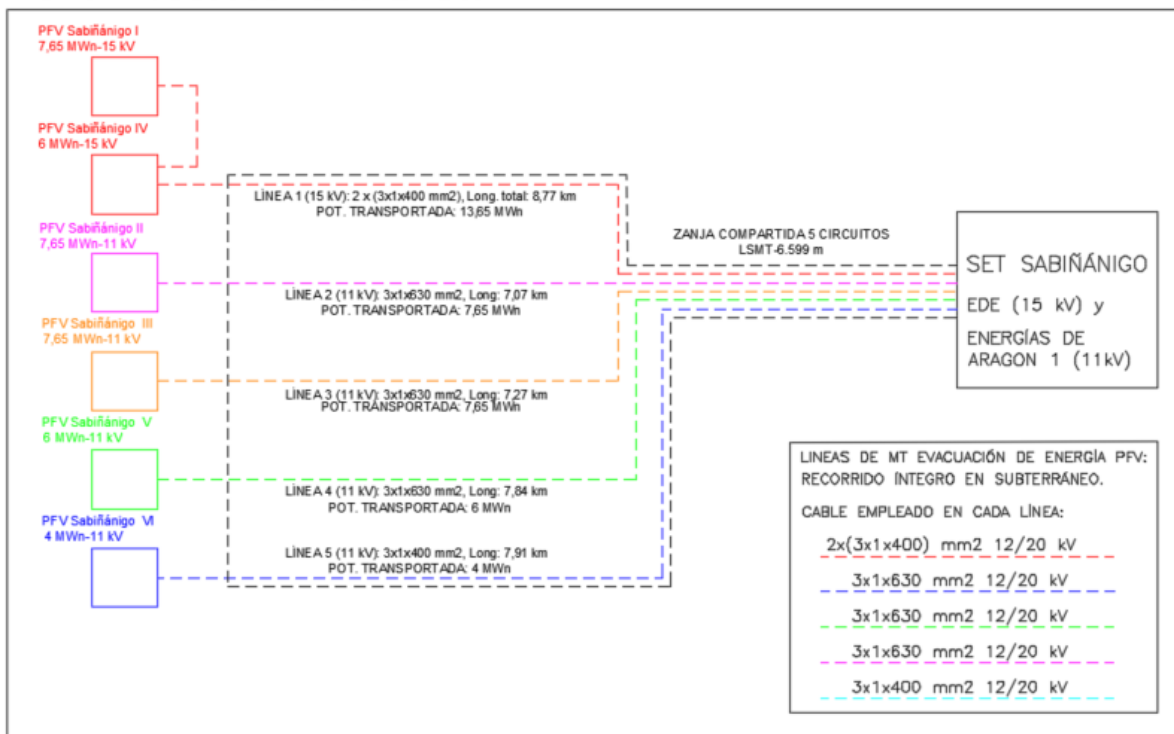 PFV Sabiñánigo I
7,65 MWn-15 kV
PFV Sabiñánigo IV
6 MWn-15 kV
LÍNEA 1 (15 kV): 2 x (3x1x400 mm2), Long. total: 8,77 km
POT. TRANSPORTADA: 13,65 MWn
PFV Sabiñánigo II
7,65 MWn-11 kV
LÍNEA 2 (11 kV): 3x1x630 mm2, Long: 7,07 km
POT. TRANSPORTADA: 7,65 MWn
PFV Sabiñánigo III
7,65 MWn-11 kV
LÍNEA 3 (11 kV): 3x1x630 mm2, Long: 7,27 km
POT. TRANSPORTADA: 7,65 MWn
PFV Sabiñánigo V
6 MWn-11 kV
LÍNEA 4 (11 kV): 3x1x630 mm2, Long: 7,84 km
POT. TRANSPORTADA: 6 MWn
PFV Sabiñánigo VI
4 MWn-11 kV
LÍNEA 5 (11 kV): 3x1x400 mm2, Long: 7,91 km
POT. TRANSPORTADA: 4 MWn
ZANJA COMPARTIDA 5 CIRCUITOS
LSMT-6.599 m
SET SABIÑÁNIGO
EDE (15 kV) y
ENERGÍAS DE
ARAGON 1 (11kV)
LINEAS DE MT EVACUACIÓN DE ENERGÍA PFV:
RECORRIDO ÍNTEGRO EN SUBTERRÁNEO.
CABLE EMPLEADO EN CADA LÍNEA:
2x(3x1x400) mm2 12/20 kV
3x1x630 mm2 12/20 kV
3x1x630 mm2 12/20 kV
3x1x630 mm2 12/20 kV
3x1x400 mm2 12/20 kV